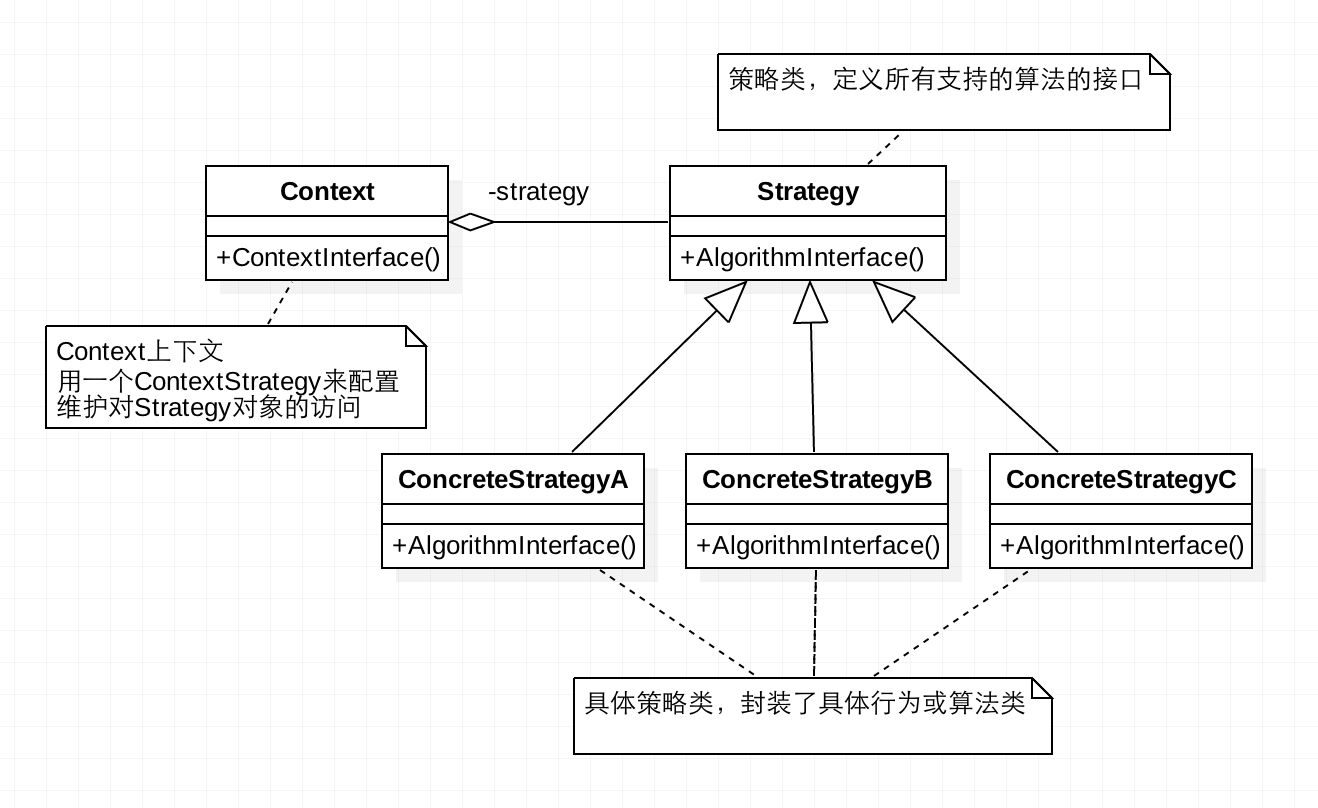 策略类，定义所有支持的算法的接口
Context
-strategy
Strategy
+ContextInterface()
+AlgorithmInterface()
Context上下文
用一个ContextStrategy来配置
维护对Strategy对象的访问
ConcreteStrategyA
ConcreteStrategyB
ConcreteStrategyC
+AlgorithmInterface()
+AlgorithmInterface()
+AlgorithmInterface()
具体策略类，封装了具体行为或算法类